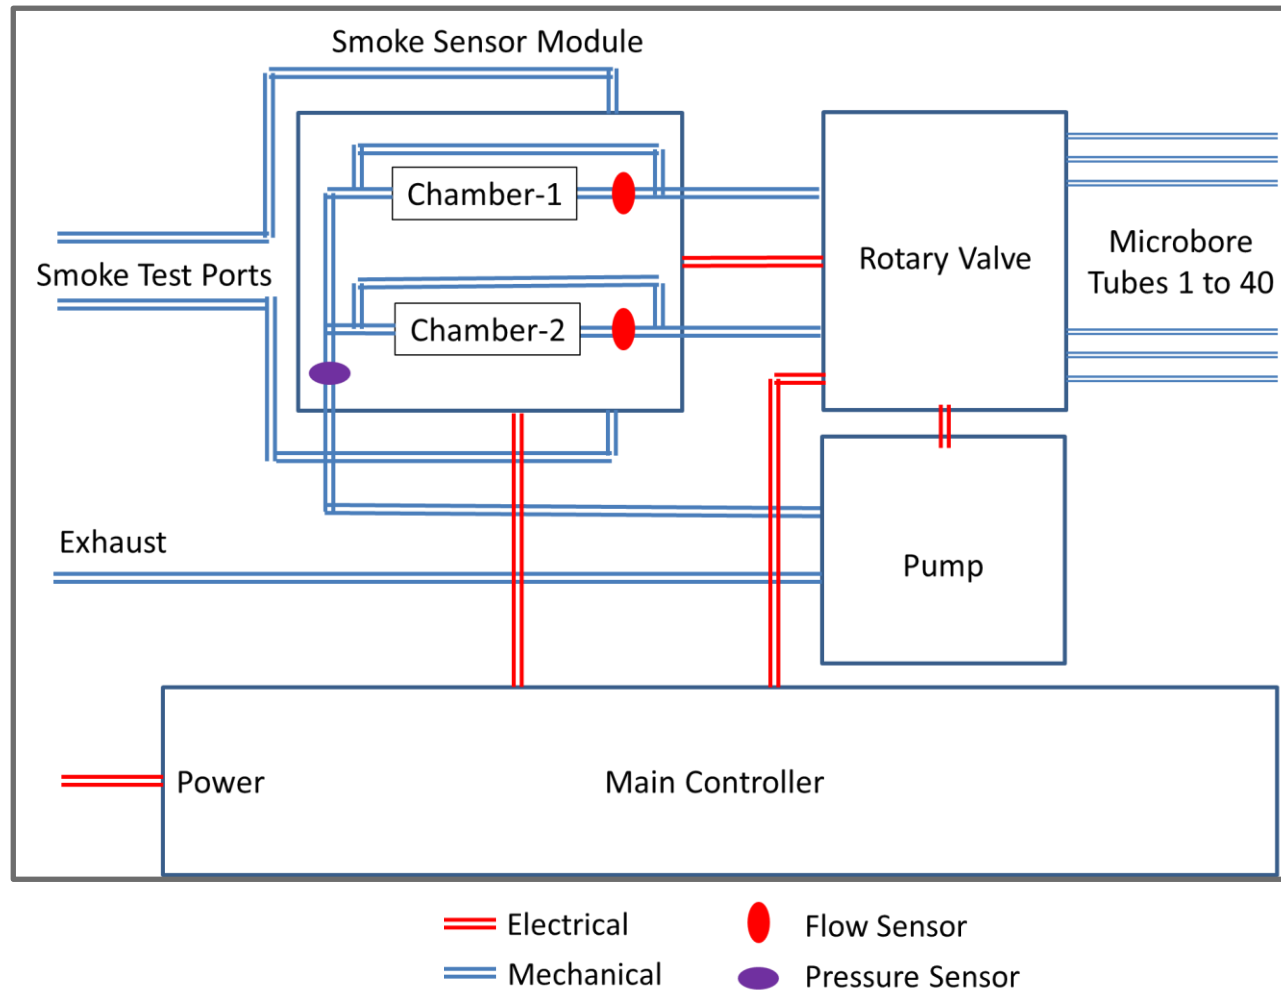 Smoke Sensor Module
Chamber-1
Smoke Test Ports
Rotary Valve
Microbore
Tubes 1 to 40
Chamber-2
Exhaust
Pump
Power
Main Controller
Electrical
Flow Sensor
Mechanical
Pressure Sensor